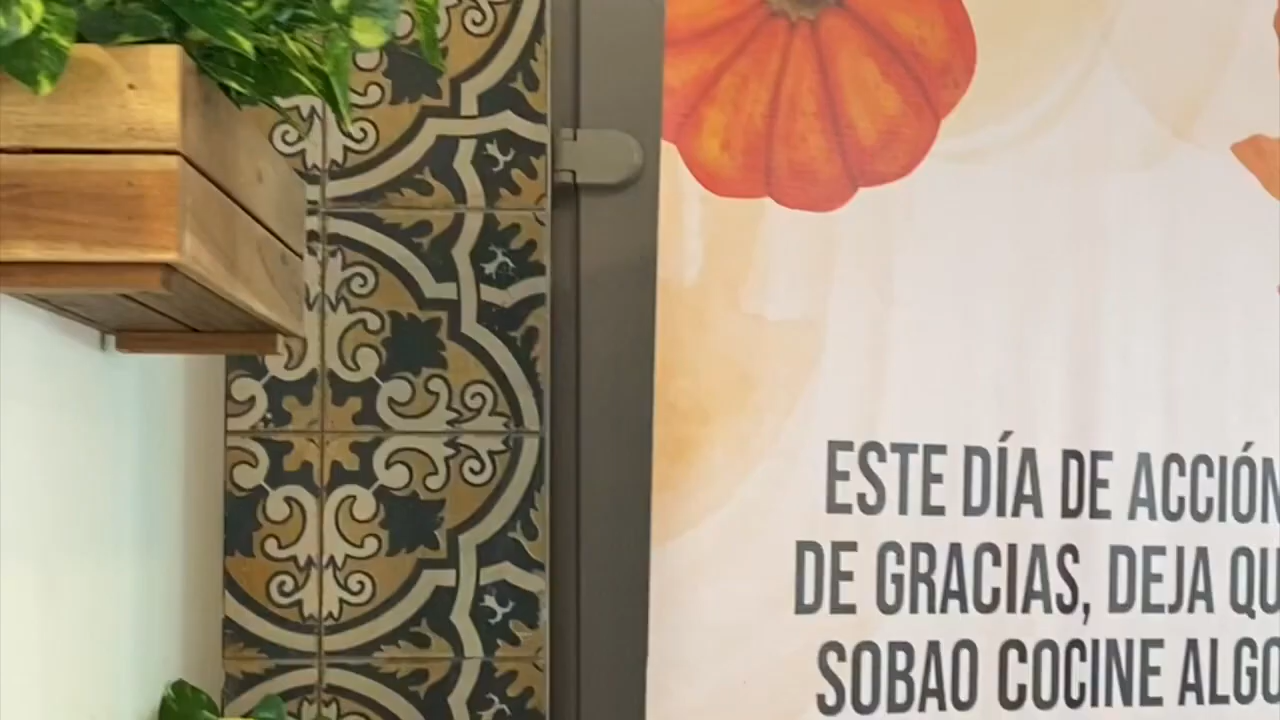 ESTE DÍA DE ACCIÓN
DE GRACIAS, DEJA QU
SOBAO COCINE ALGO